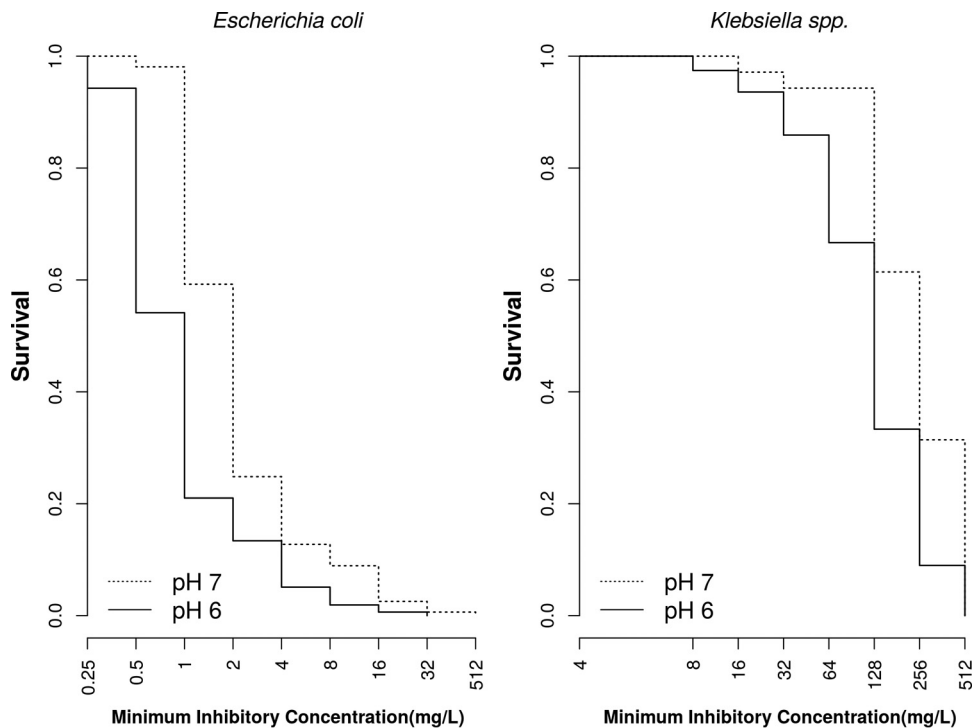 Escherichia coli
Survival
1.0
0.8
0.6
0.4
0.2
0.0
pH 7
pH 6
0.25
0.5
1
2
4
8
16
32
512
Minimum Inhibitory Concentration(mg/L)
Klebsiella spp.
Survival
1.0
0.8
0.6
0.4
0.2
0.0
pH 7
pH 6
4
8
16
32
64
128
256
512
Minimum Inhibitory Concentration(mg/L)